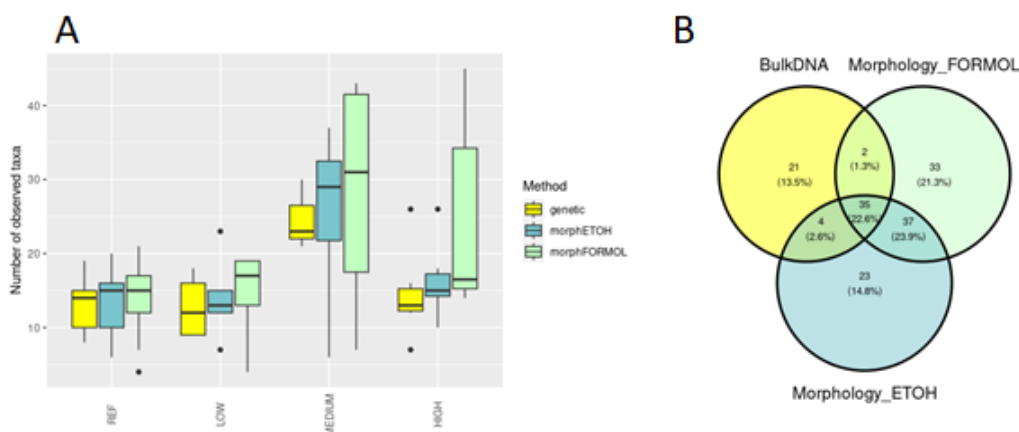 A
Number of observed taxa
40
30
20
10
REF
LOW
MEDIUM
HIGH
Method
genetic
morphETOH
morphFORMOL
B
BulkDNA
Morphology_FORMOL
21
(13.5%)
2
(1.3%)
33
(21.3%)
35
(22.6%)
4
(2.6%)
37
(23.9%)
23
(14.8%)
Morphology_ETOH